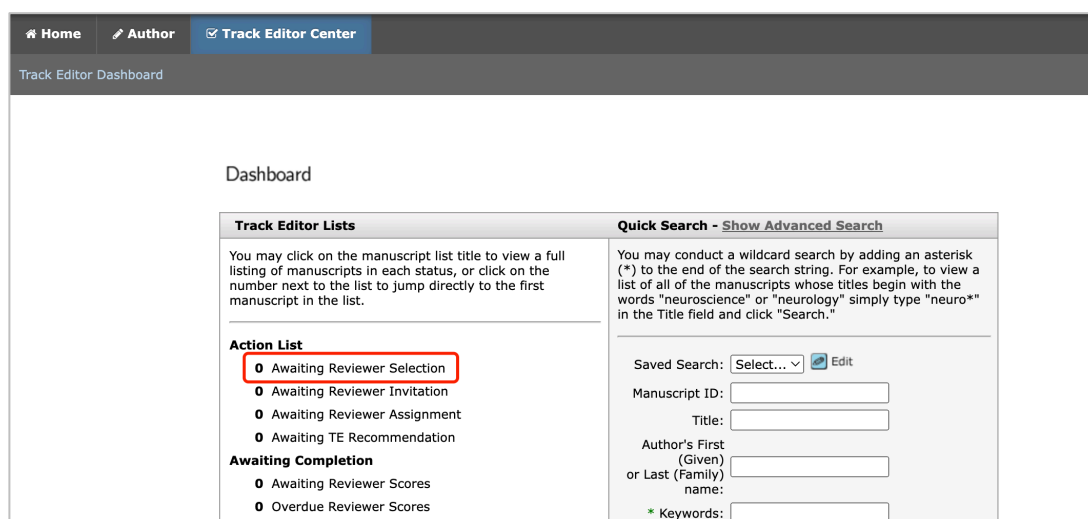 Home
Author
Track Editor Center
Track Editor Dashboard
Dashboard
Track Editor Lists
You may click on the manuscript list title to view a full
listing of manuscripts in each status, or click on the
number next to the list to jump directly to the first
manuscript in the list.
Action List
0 Awaiting Reviewer Selection
0 Awaiting Reviewer Invitation
0 Awaiting Reviewer Assignment
0 Awaiting TE Recommendation
Awaiting Completion
0 Awaiting Reviewer Scores
0 Overdue Reviewer Scores
Quick Search - Show Advanced Search
You may conduct a wildcard search by adding an asterisk
(*) to the end of the search string. For example, to view a
list of all of the manuscripts whose titles begin with the
words "neuroscience" or "neurology" simply type "neuro*"
in the Title field and click "Search."
Saved Search: Select... Edit
Manuscript ID:
Title:
Author's First
(Given)
or Last (Family)
name:
* Keywords: